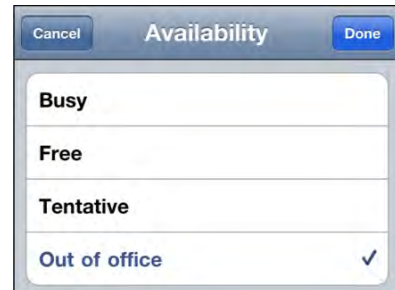 Cancel Availability Done
Busy
Free
Tentative
Out of office